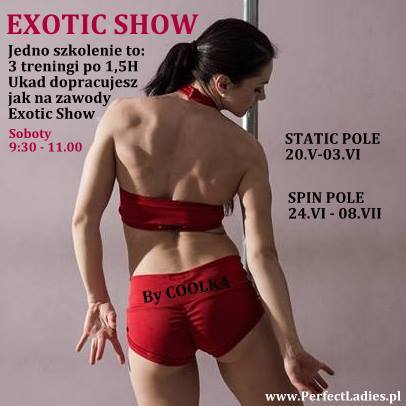 EXOTIC SHOW
Jedno szkolenie to:
3 treningi po 1,5H
Ukad dopracujesz
jak na zawody
Exotic Show
Soboty
9:30 - 11.00
STATIC POLE
20.V-03.VI
SPIN POLE
24.VI - 08.VII
By COOLKA
www.PerfectLadies.pl